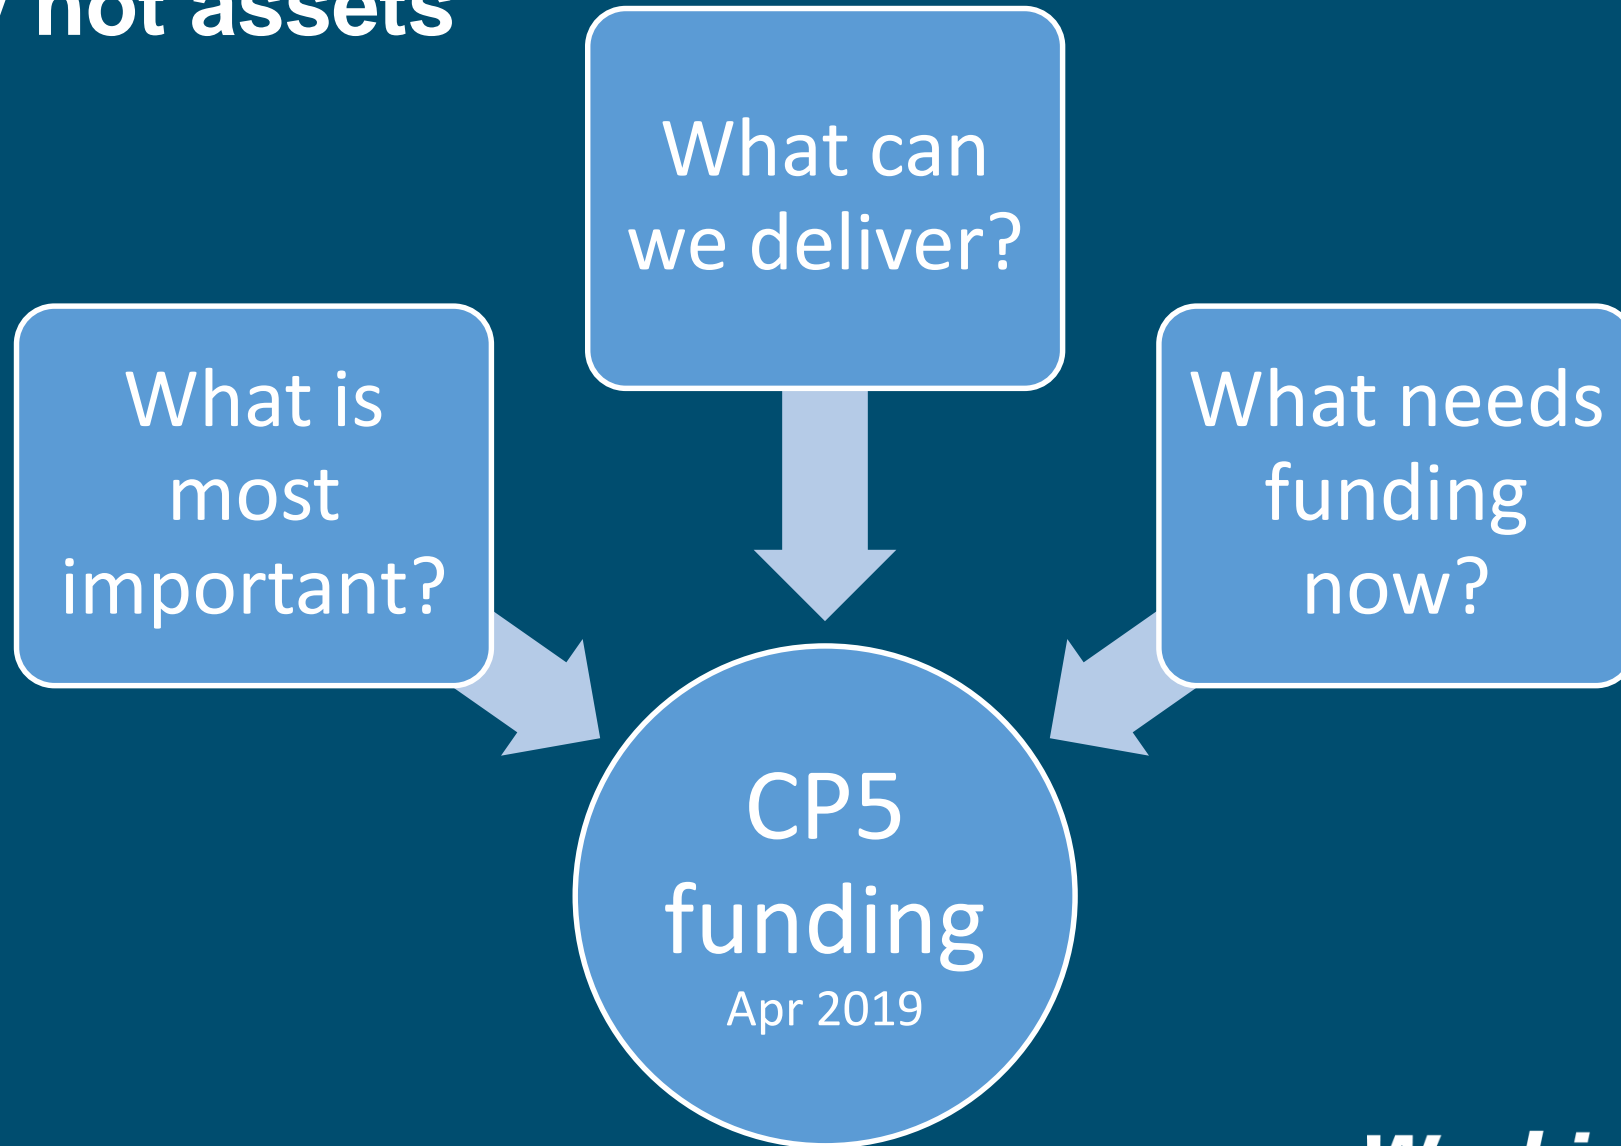 not assets
What can
we deliver?
What is
most
important?
What needs
funding
now?
CP5
funding
Apr 2019